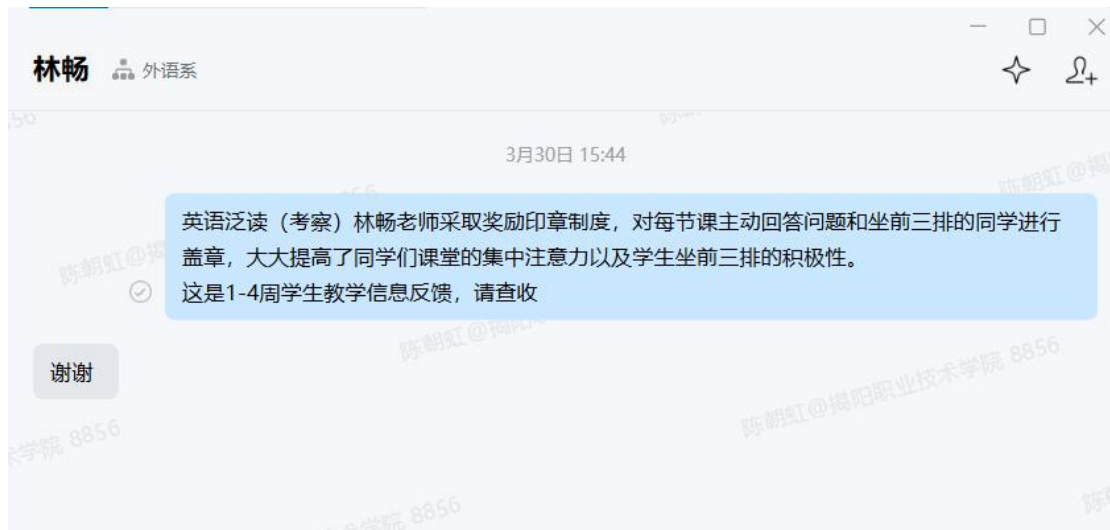 林畅 外语系
3月30日 15:44
英语泛读（考察）林畅老师采取奖励印章制度，对每节课主动回答问题和坐前三排的同学进行
盖章，大大提高了同学们课堂的集中注意力以及学生坐前三排的积极性。
这是1-4周学生教学信息反馈，请查收
谢谢
陈朝虹@揭阳职业技术学院 8856